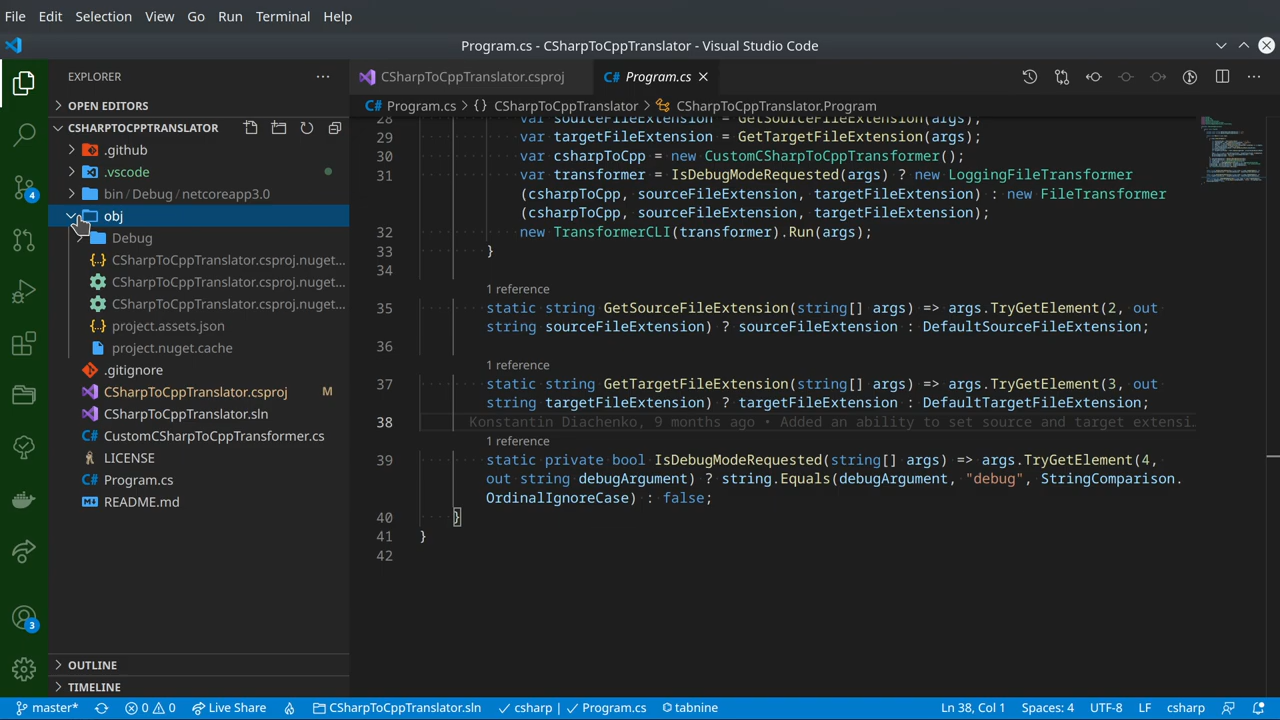 File Edit Selection View Go Run Terminal Help
Program.cs - CSharpToCppTranslator - Visual Studio Code
EXPLORER
CSharpToCppTranslator.csproj
C# Program.cs
OPEN EDITORS
C# Program.cs {} CSharpToCppTranslator CSharpToCppTranslator.Program
CSHARPTOCPPTRANSLATOR
.github
.vscode
bin / Debug / netcoreapp3.0
obj
Debug
{..} CSharpToCppTranslator.csproj.nuget...
CSharpToCppTranslator.csproj.nuget...
CSharpToCppTranslator.csproj.nuget...
{..} project.assets.json
project.nuget.cache
.gitignore
CSharpToCppTranslator.csproj M
CSharpToCppTranslator.sln
C# CustomCSharpToCppTransformer.cs
LICENSE
C# Program.cs
README.md
OUTLINE
TIMELINE
4
3
28 var sourceFileExtension = GetSourceFileExtension(args);
29 var targetFileExtension = GetTargetFileExtension(args);
30 var csharpToCpp = new CustomCSharpToCppTransformer();
31 var transformer = IsDebugModeRequested(args) ? new LoggingFileTransformer
(csharpToCpp, sourceFileExtension, targetFileExtension) : new FileTransformer
(csharpToCpp, sourceFileExtension, targetFileExtension);
32 new TransformerCLI(transformer).Run(args);
33 }
34
1 reference
35 static string GetSourceFileExtension(string[] args) => args.TryGetElement(2, out
string sourceFileExtension) ? sourceFileExtension : DefaultSourceFileExtension;
36
1 reference
37 static string GetTargetFileExtension(string[] args) => args.TryGetElement(3, out
string targetFileExtension) ? targetFileExtension : DefaultTargetFileExtension;
38 Konstantin Diachenko, 9 months ago • Added an ability to set source and target extensi...
1 reference
39 static private bool IsDebugModeRequested(string[] args) => args.TryGetElement(4,
out string debugArgument) ? string.Equals(debugArgument, "debug", StringComparison.
OrdinalIgnoreCase) : false;
40 }
41 }
42
master* 0 0 Live Share CSharpToCppTranslator.sln csharp | Program.cs tabnine Ln 38, Col 1 Spaces: 4 UTF-8 LF csharp